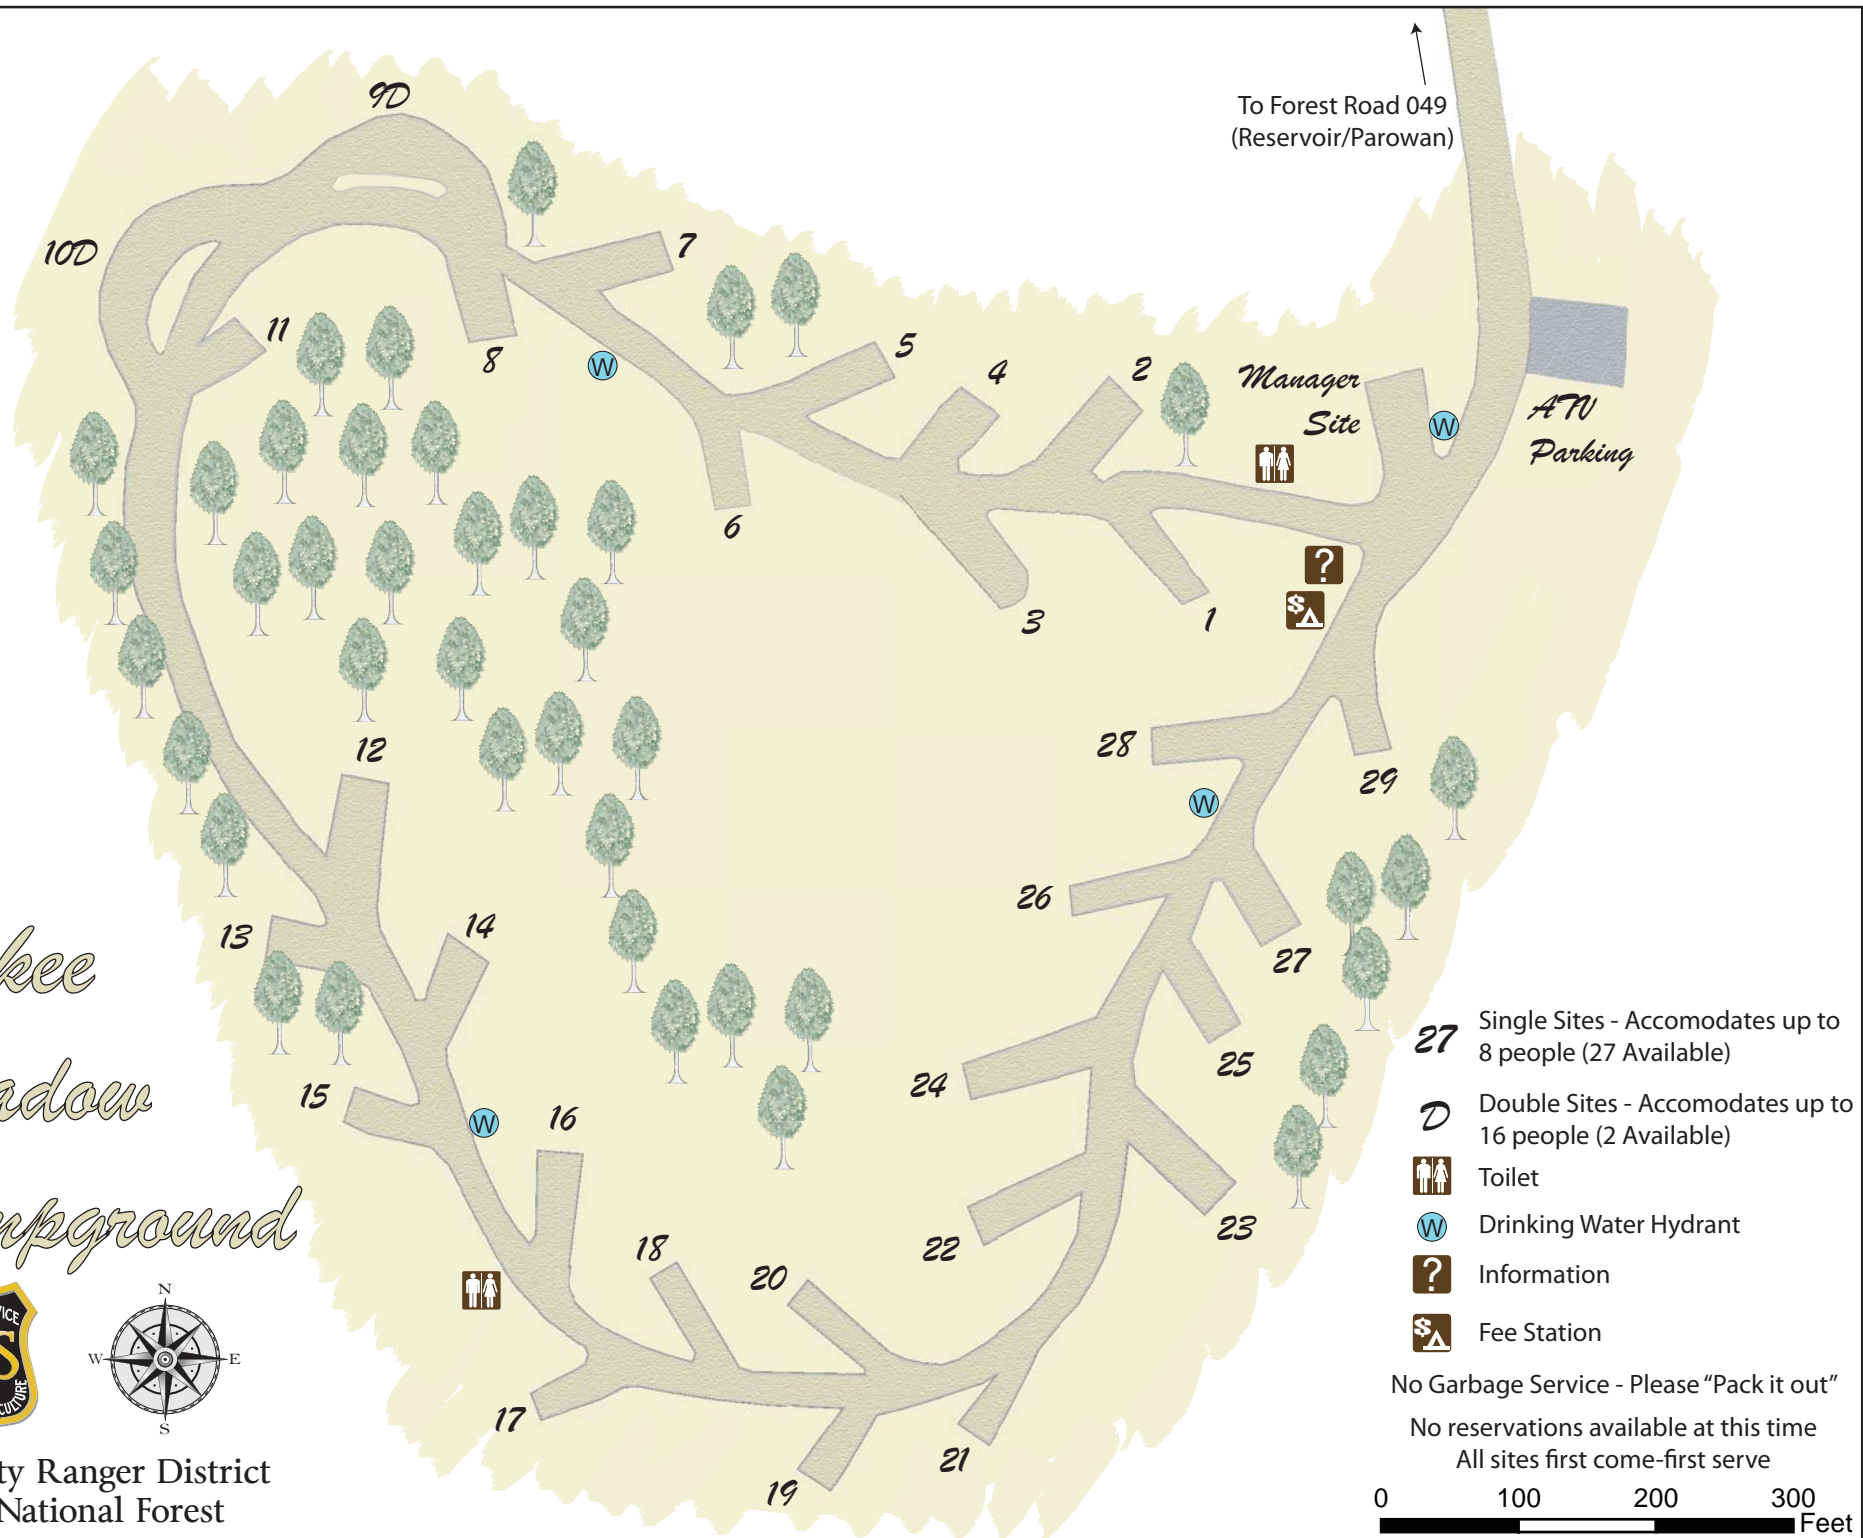 To Forest Road 049
(Reservoir/Parowan)
9D
10D
7
11
8
5
4
2
Manager
Site
W
W
ATV
Parking
6
3
1
?
$
12
28
29
W
13
14
26
27
15
W
16
24
25
18
20
22
23
17
19
21
kee
adow
mpground
VICE
S
CULTURE
N
W
E
S
ty Ranger District
National Forest
27
Single Sites - Accomodates up to
8 people (27 Available)
D
Double Sites - Accomodates up to
16 people (2 Available)
Toilet
W
Drinking Water Hydrant
?
Information
$
Fee Station
No Garbage Service - Please “Pack it out”
No reservations available at this time
All sites first come-first serve
0 100 200 300
Feet